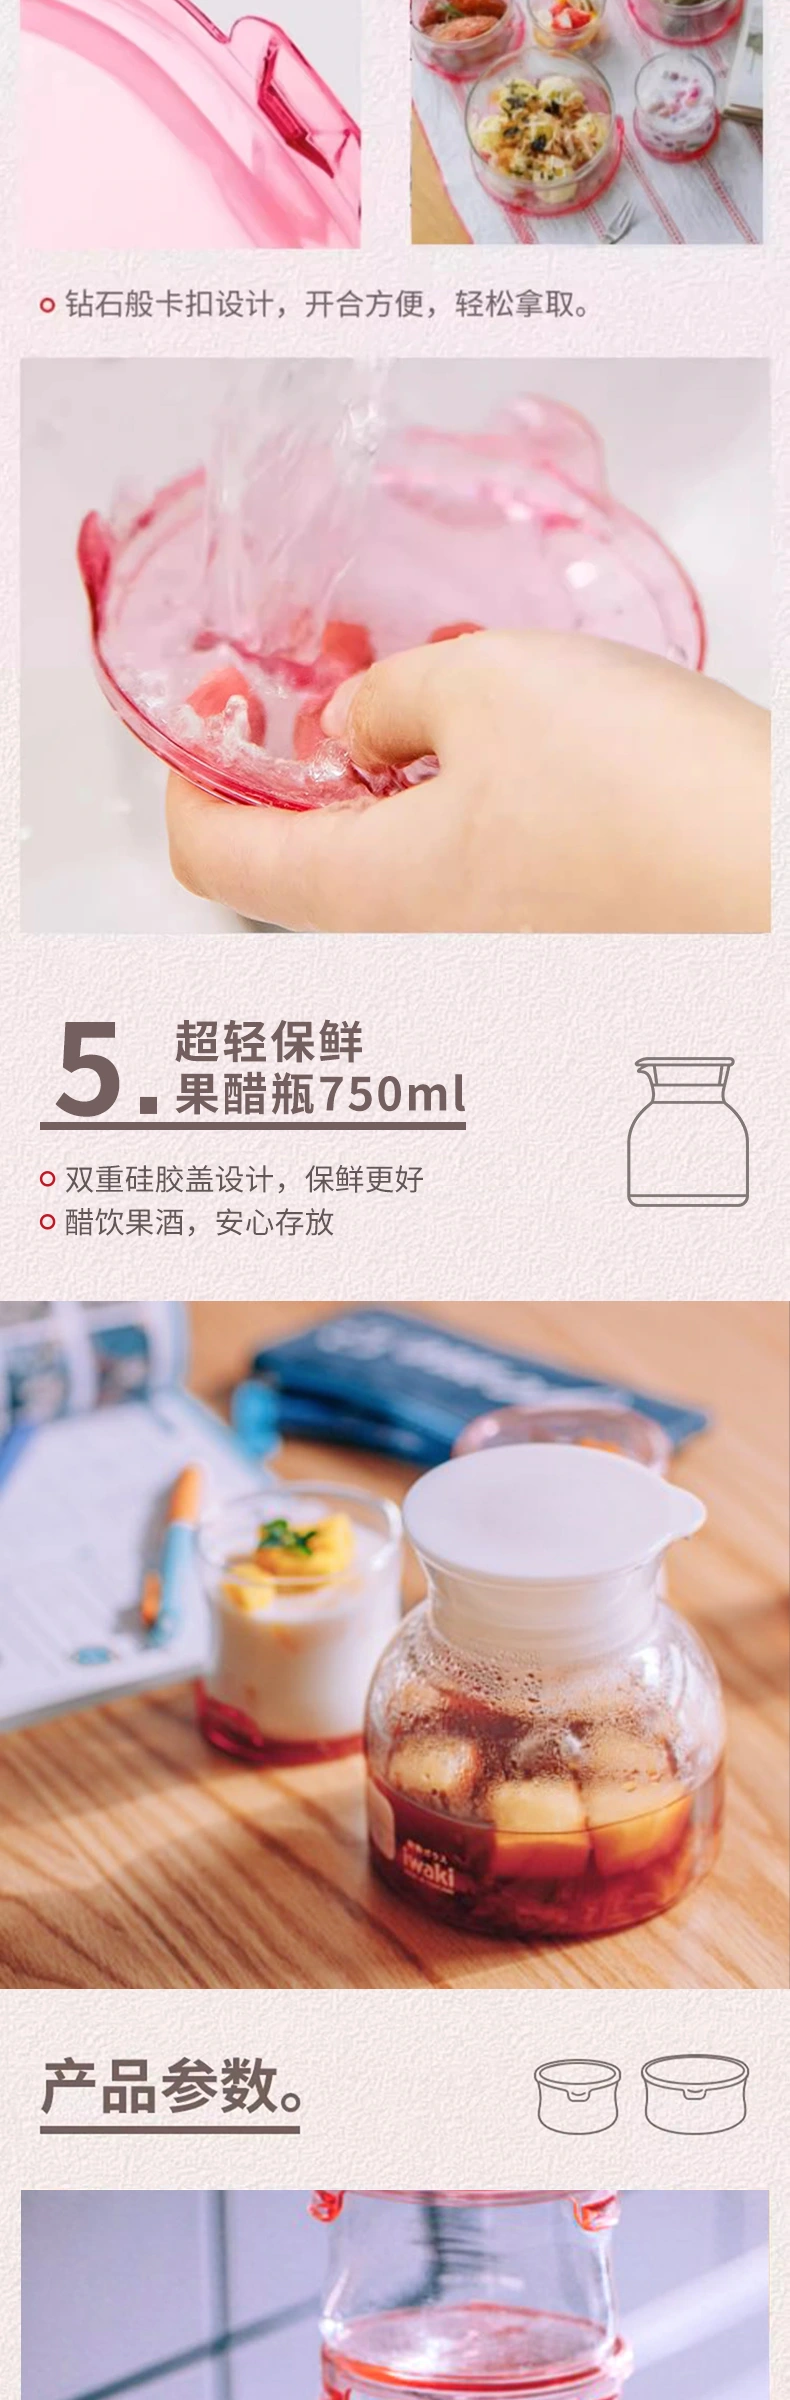 钻石般卡扣设计，开合方便，轻松拿取。
5.
超轻保鲜
果醋瓶750ml
双重硅胶盖设计，保鲜更好
醋饮果酒，安心存放
iwaki
产品参数。